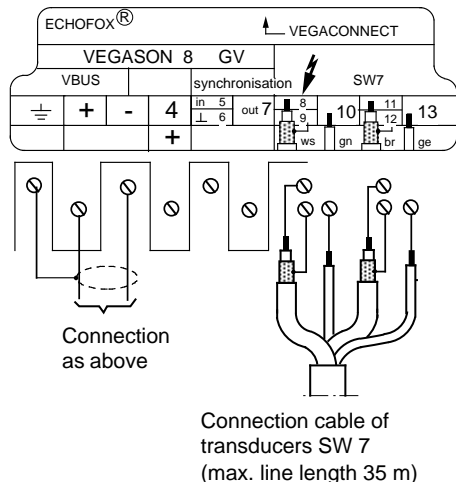 ECHOFOX®
VEGACONNECT
VEGASON 8 GV
VBUS synchronisation SW7
+ - 4 in 5 out 7 8 10 11 13
⊥ 6 9 12
+ ws gn br ge
Connection
as above
Connection cable of
transducers SW 7
(max. line length 35 m)